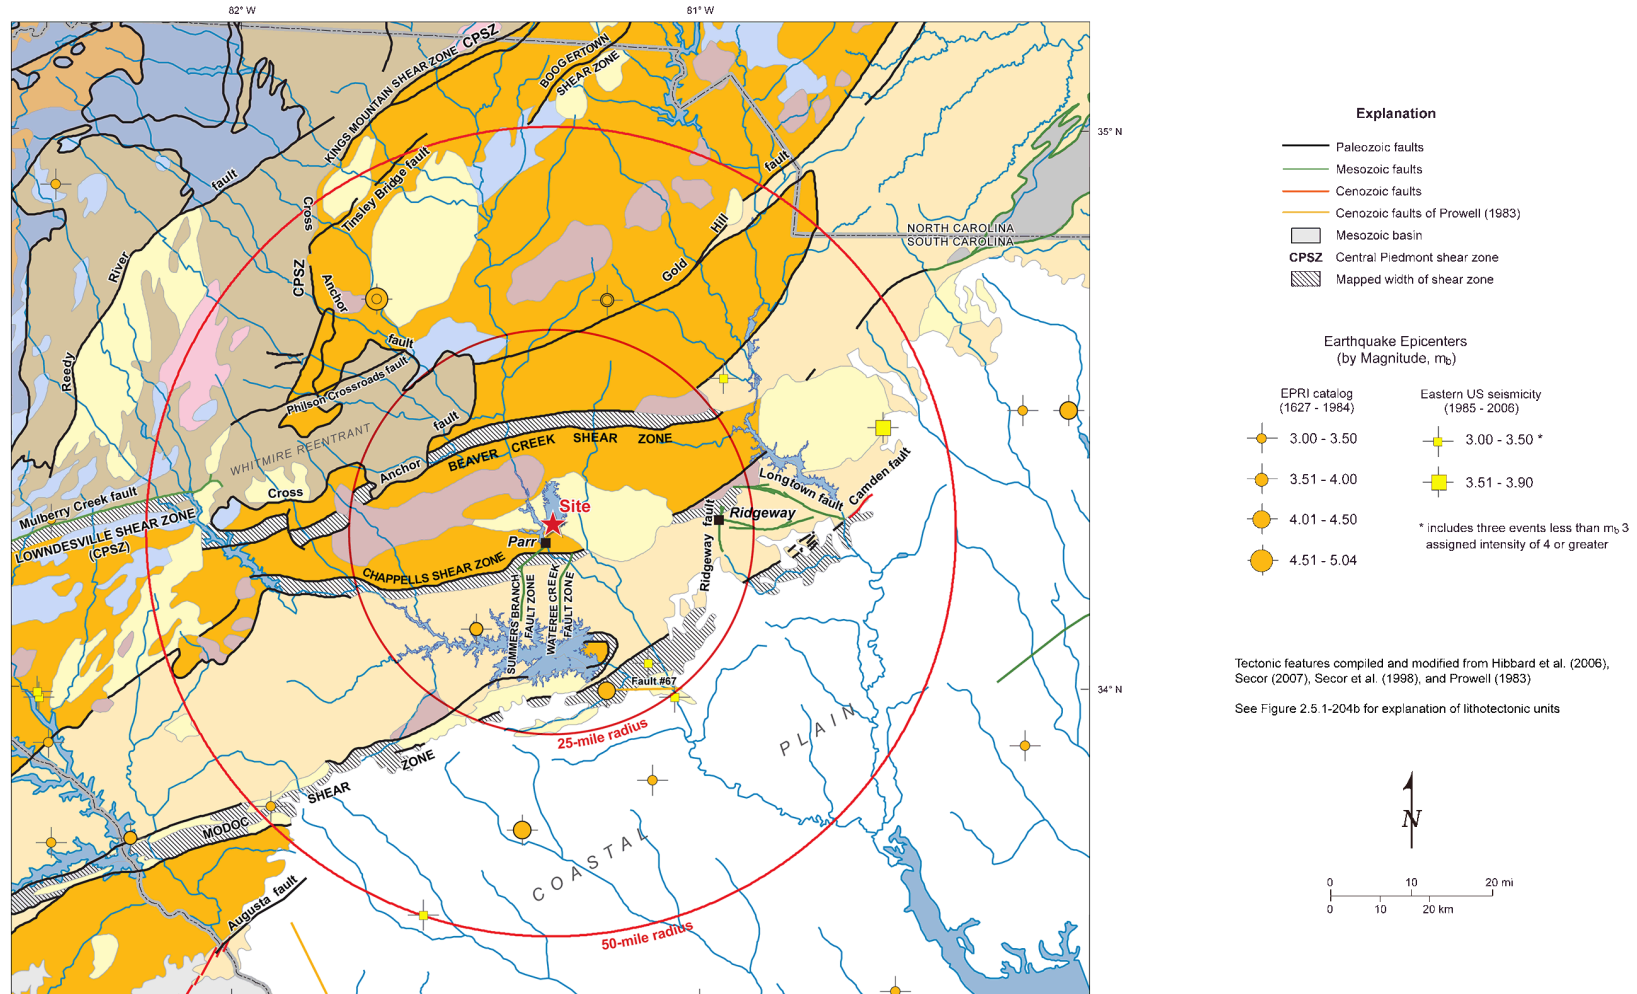 82° W
81° W
KINGS MOUNTAIN SHEAR ZONE
CPSZ
BOOGERTOWN
SHEAR ZONE
35° N
fault
Cross
Tinsley Bridge fault
fault
Hill
Gold
NORTH CAROLINA
SOUTH CAROLINA
River
Reedy
CPSZ
Anchor
fault
Philson Crossroads fault
WHITMIRE REENTRANT
fault
Anchor
BEAVER CREEK SHEAR ZONE
Cross
Mulberry Creek fault
LOWNDESVILLE SHEAR ZONE
(CPSZ)
Site
Parr
CHAPPELLS SHEAR ZONE
Longtown fault
Camden fault
Ridgeway
Ridgeway fault
SUMMERS BRANCH
FAULT ZONE
WATEREE CREEK
FAULT ZONE
Fault #67
34° N
25-mile radius
MODOC
SHEAR
ZONE
COASTAL
PLAIN
Augusta fault
50-mile radius
Explanation
Paleozoic faults
Mesozoic faults
Cenozoic faults
Cenozoic faults of Prowell (1983)
Mesozoic basin
CPSZ Central Piedmont shear zone
Mapped width of shear zone
Earthquake Epicenters
(by Magnitude, mb)
EPRI catalog
(1627 - 1984)
3.00 - 3.50
3.51 - 4.00
4.01 - 4.50
4.51 - 5.04
Eastern US seismicity
(1985 - 2006)
3.00 - 3.50 *
3.51 - 3.90
* includes three events less than mb 3
assigned intensity of 4 or greater
Tectonic features compiled and modified from Hibbard et al. (2006),
Secor (2007), Secor et al. (1998), and Prowell (1983)
See Figure 2.5.1-204b for explanation of lithotectonic units
N
0 10 20 mi
0 10 20 km